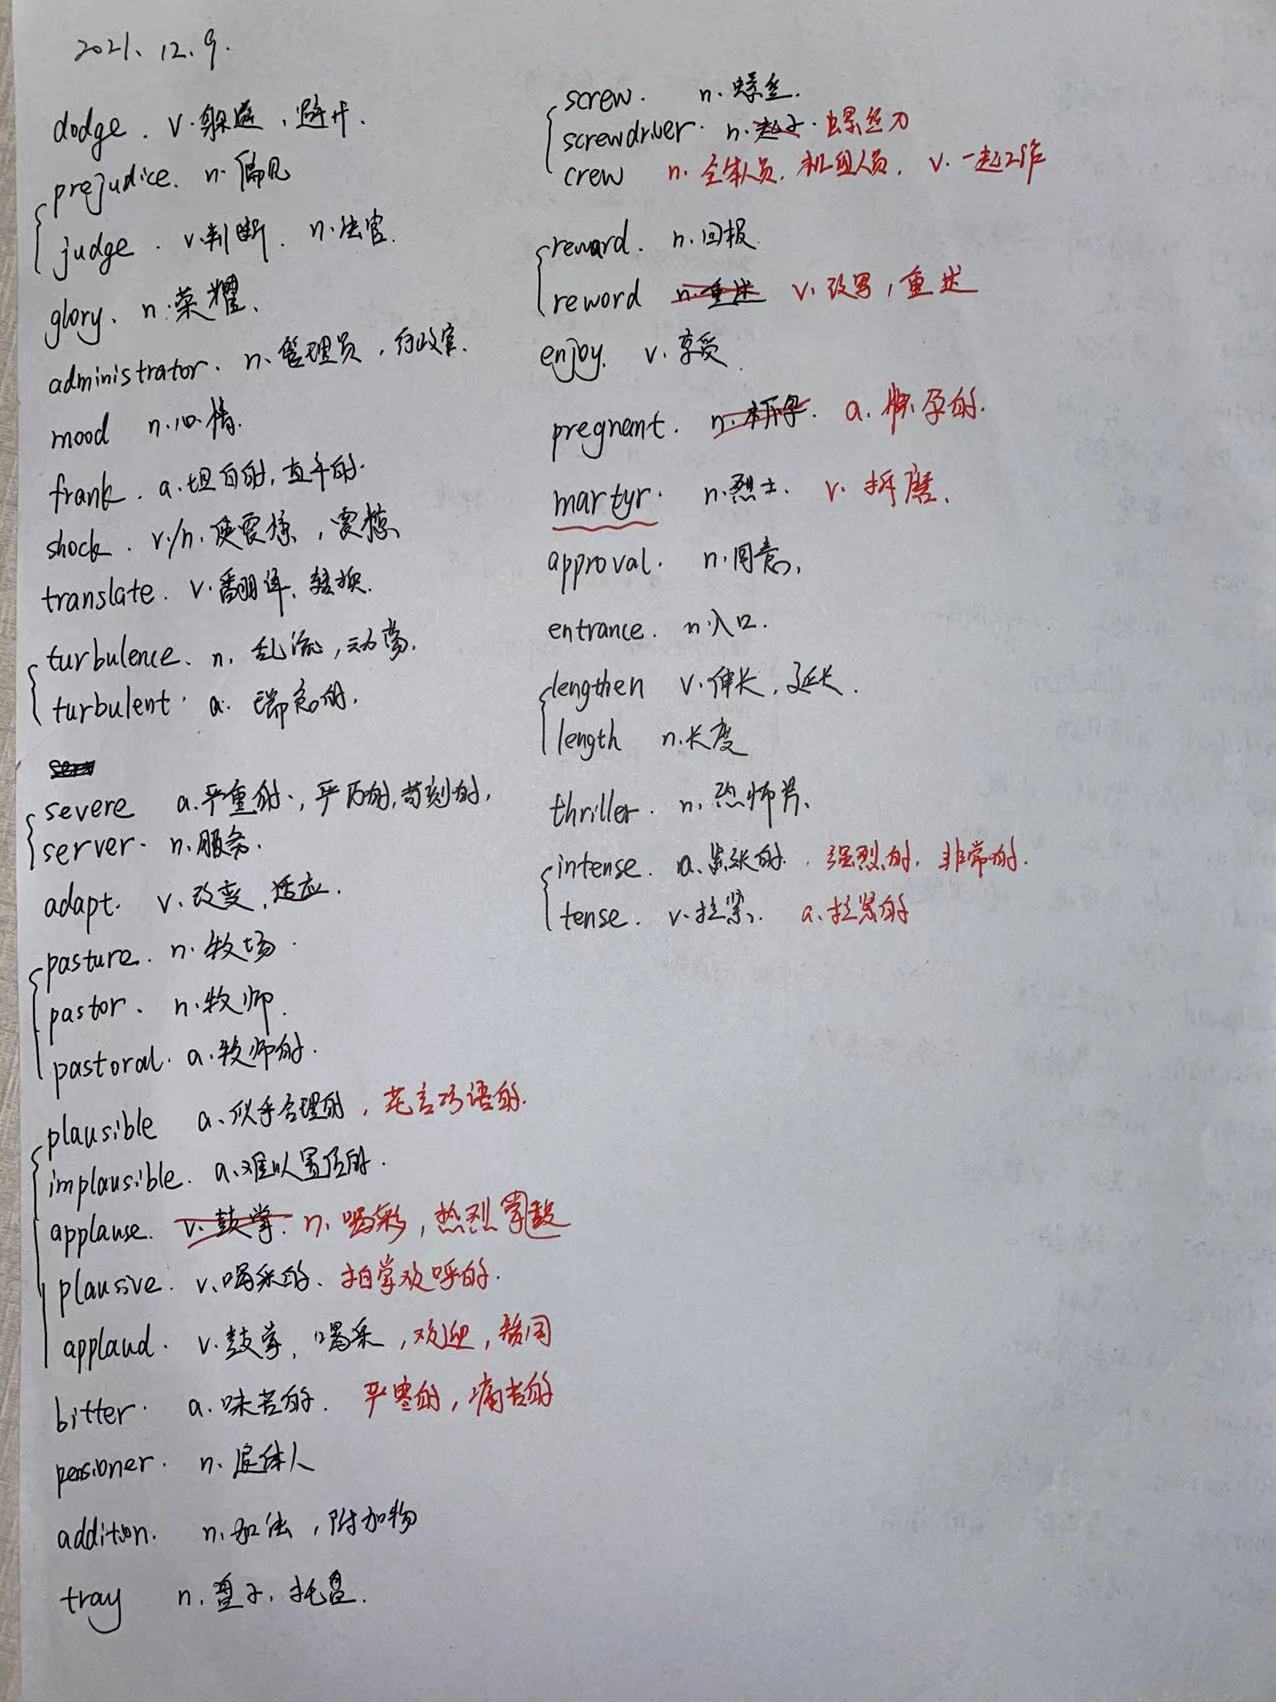 2021.12.9.
dodge. v.躲避,避开.
prejudice. n.偏见
judge. v.判断. n.法官.
glory. n.荣耀.
administrator. n.管理员,行政官.
mood n.心情.
frank. a.坦白的,直率的.
shock. v./n.使震惊,震惊
translate. v.翻译,转换.
turbulence. n.乱流,动荡.
turbulent. a.湍急的.
severe a.严重的.,严厉的,苛刻的,
server. n.服务.
adapt. v.改变,适应.
pasture. n.牧场.
pastor. n.牧师.
pastoral. a.牧师的.
plausible a.似乎合理的,花言巧语的.
implausible. a.难以置信的.
applause. v.鼓掌. n.喝彩,热烈鼓掌
plausive. v.喝采的.拍掌欢呼的.
applaud. v.鼓掌,喝采,欢迎,赞同
bitter. a.味苦的. 严寒的,痛苦的
pensioner. n.退休人
addition. n.加法,附加物
tray n.盘子,托盘.
screw. n.螺丝.
screwdriver. n.起子.螺丝刀
crew n.全体人员,机组人员, v.一起工作
reward. n.回报.
reword n.重述 v.改写,重述
enjoy. v.享受.
pregnant. n.怀孕. a.怀孕的.
martyr. n.烈士. v.折磨.
approval. n.同意,
entrance. n.入口.
lengthen v.伸长,延长.
length n.长度
thriller. n.恐怖片.
intense. a.紧张的.,强烈的,非常的.
tense. v.拉紧. a.拉紧的